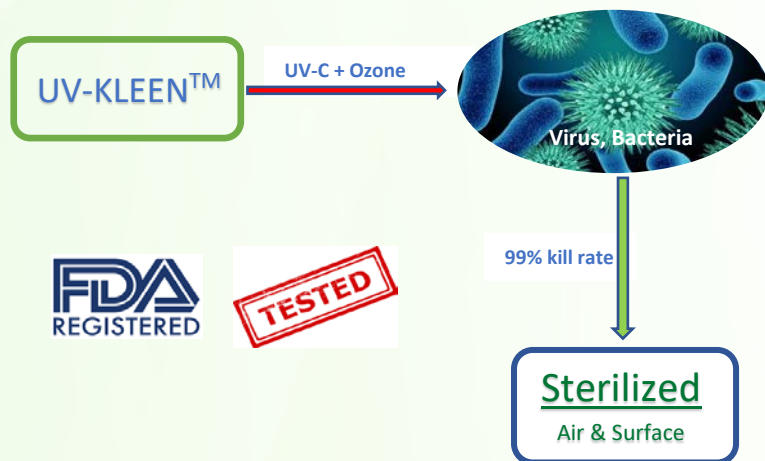 UV-KLEEN™
UV-C + Ozone
Virus, Bacteria
99% kill rate
FDA
REGISTERED
TESTED
Sterilized
Air & Surface